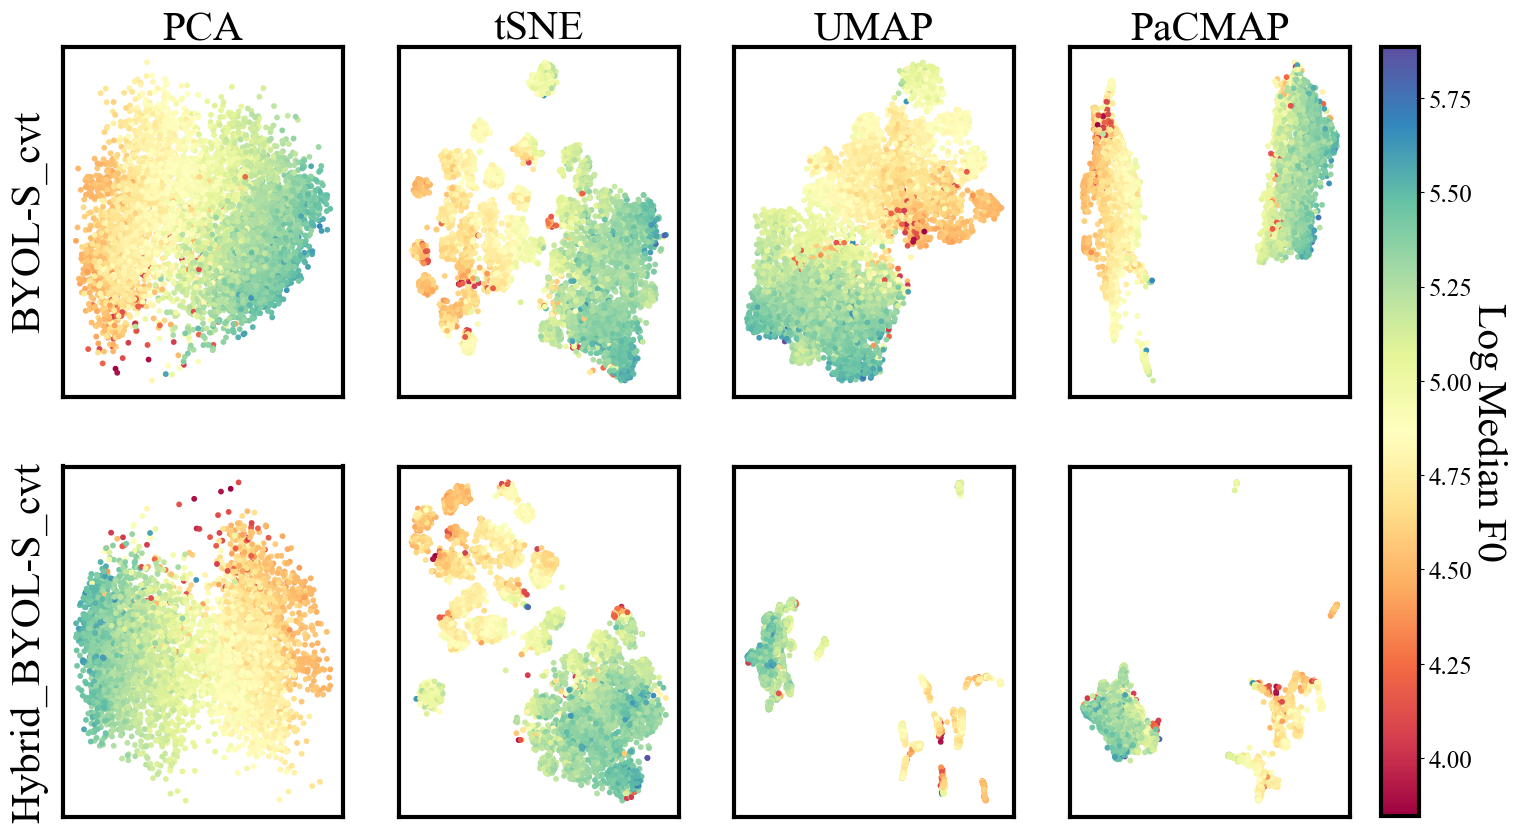 PCA
tSNE
UMAP
PaCMAP
BYOL-S_cvt
Hybrid_BYOL-S_cvt
5.75
5.50
5.25
5.00
4.75
4.50
4.25
4.00
Log Median F0